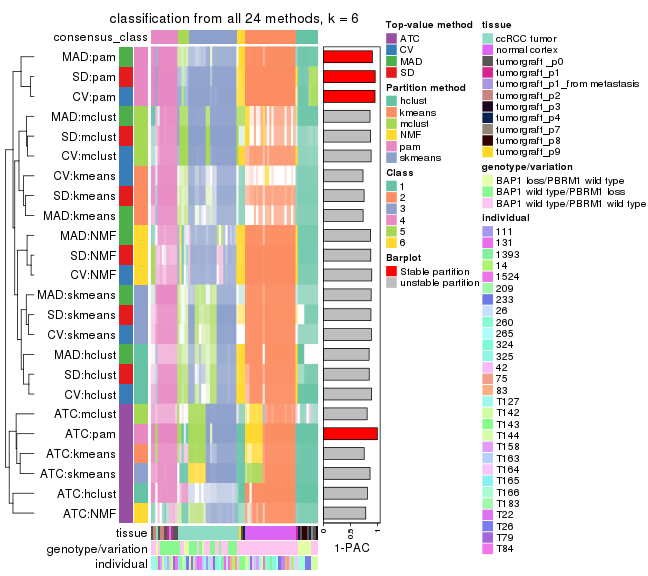 classification from all 24 methods, k = 6
consensus_class
MAD:pam
SD:pam
CV:pam
MAD:mclust
SD:mclust
CV:mclust
CV:kmeans
SD:kmeans
MAD:kmeans
MAD:NMF
SD:NMF
CV:NMF
MAD:skmeans
SD:skmeans
CV:skmeans
MAD:hclust
SD:hclust
CV:hclust
ATC:mclust
ATC:pam
ATC:kmeans
ATC:skmeans
ATC:hclust
ATC:NMF
tissue
genotype/variation
individual
0
0.5
1
1-PAC
Top-value method
ATC
CV
MAD
SD
Partition method
hclust
kmeans
mclust
NMF
pam
skmeans
Class
1
2
3
4
5
6
Barplot
Stable partition
unstable partition
tissue
ccRCC tumor
normal cortex
tumorgraft_p0
tumorgraft_p1
tumorgraft_p1_from metastasis
tumorgraft_p2
tumorgraft_p3
tumorgraft_p4
tumorgraft_p7
tumorgraft_p8
tumorgraft_p9
genotype/variation
BAP1 loss/PBRM1 wild type
BAP1 wild type/PBRM1 loss
BAP1 wild type/PBRM1 wild type
individual
111
131
1393
14
1524
209
233
26
260
265
324
325
42
75
83
T127
T142
T143
T144
T158
T163
T164
T165
T166
T183
T22
T26
T79
T84